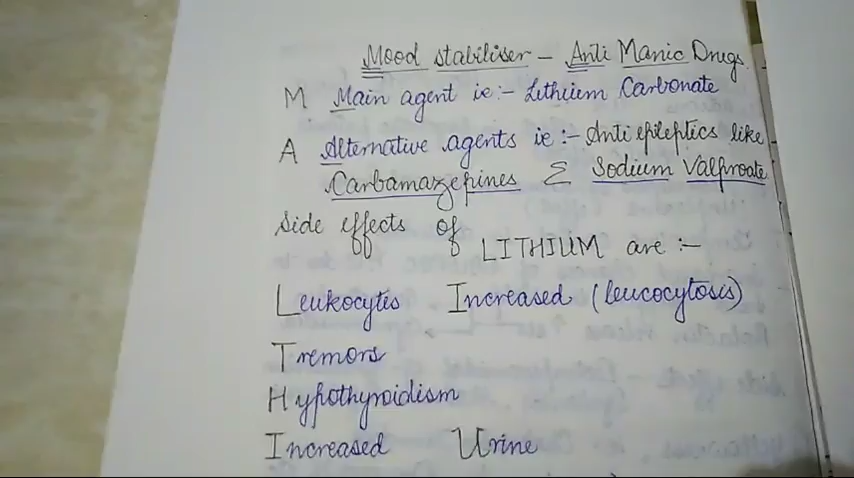 Mood stabiliser - Anti Manic Drugs.
M Main agent ie:- Lithium Carbonate
A Alternative agents ie:- Anti epileptics like
Carbamazepines & Sodium Valproate
Side effects of LITHIUM are :-
Leukocytes Increased (leucocytosis)
Tremors
Hypothyroidism
Increased Urine